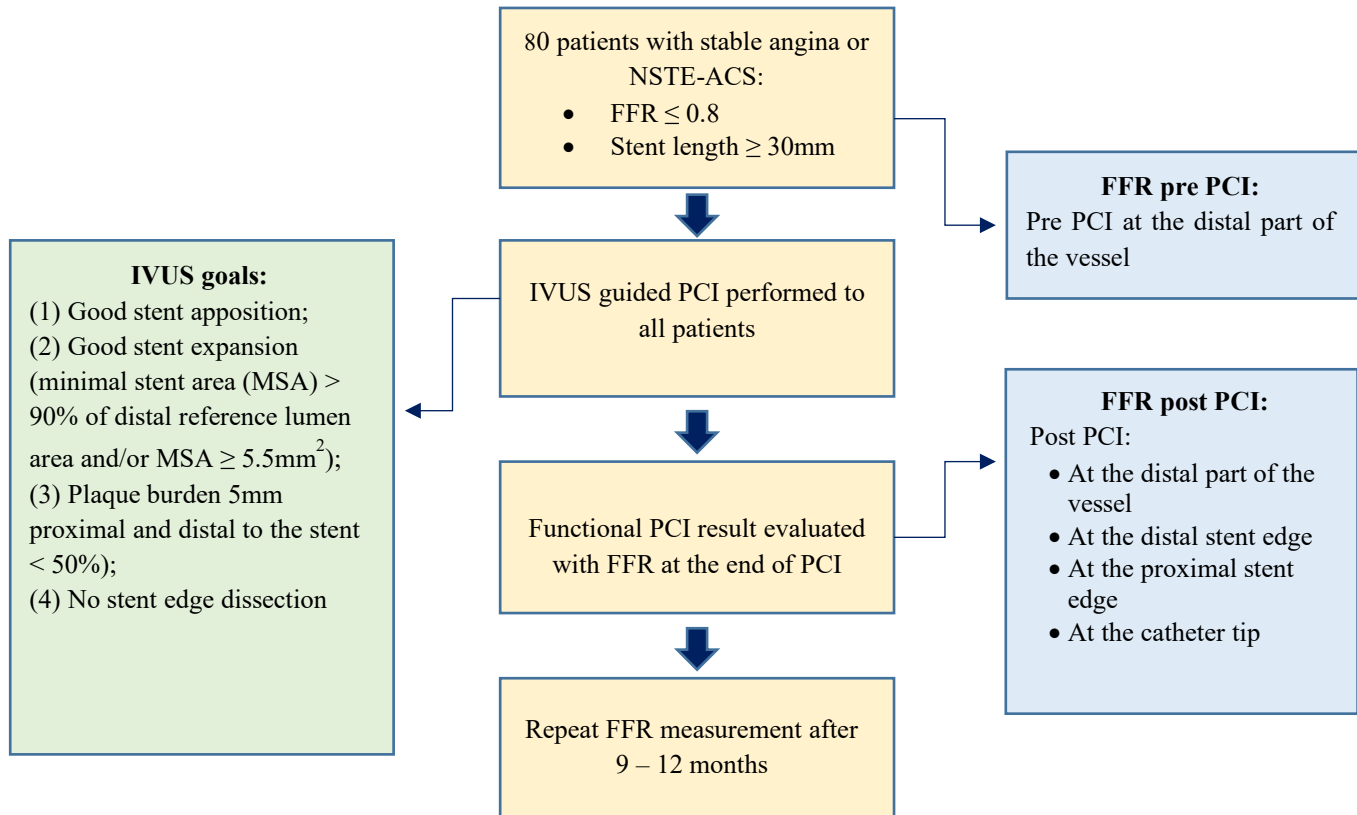 80 patients with stable angina or
NSTE-ACS:
• FFR ≤ 0.8
• Stent length ≥ 30mm
FFR pre PCI:
Pre PCI at the distal part of
the vessel
IVUS goals:
(1) Good stent apposition;
(2) Good stent expansion
(minimal stent area (MSA) >
90% of distal reference lumen
area and/or MSA ≥ 5.5mm²);
(3) Plaque burden 5mm
proximal and distal to the stent
< 50%);
(4) No stent edge dissection
IVUS guided PCI performed to
all patients
FFR post PCI:
Post PCI:
• At the distal part of the
vessel
• At the distal stent edge
• At the proximal stent
edge
• At the catheter tip
Functional PCI result evaluated
with FFR at the end of PCI
Repeat FFR measurement after
9 – 12 months